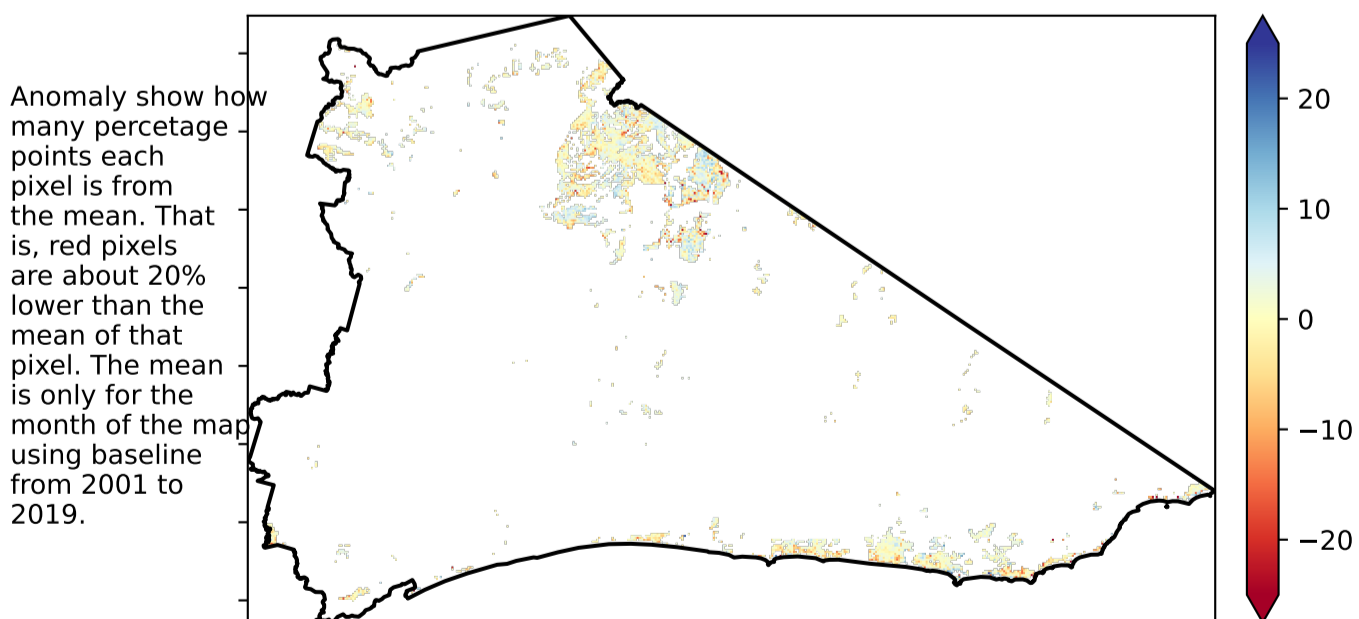 Anomaly show how
many percetage
points each
pixel is from
the mean. That
is, red pixels
are about 20%
lower than the
mean of that
pixel. The mean
is only for the
month of the map
using baseline
from 2001 to
2019.
20
10
0
−10
−20